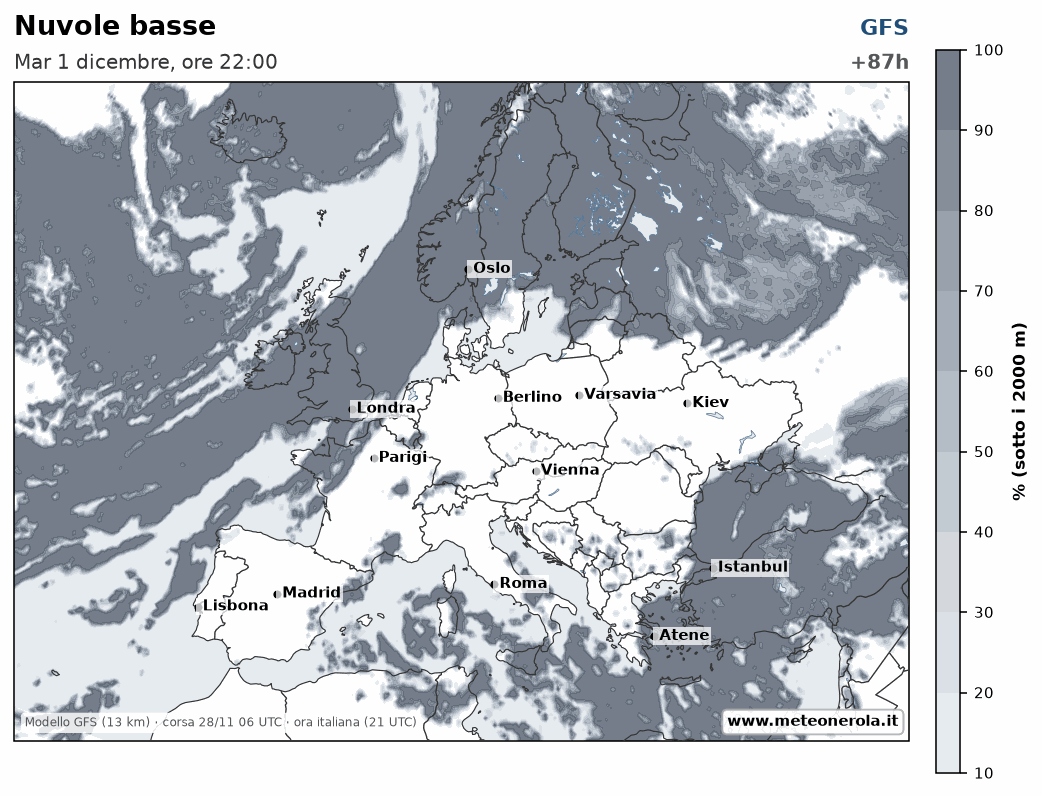 Nuvole basse
GFS
Mar 1 dicembre, ore 22:00
+87h
Oslo
Berlino
Varsavia
Kiev
Londra
Parigi
Vienna
Istanbul
Roma
Madrid
Lisbona
Atene
Modello GFS (13 km) · corsa 28/11 06 UTC · ora italiana (21 UTC)
www.meteonerola.it
100
90
80
70
60
50
40
30
20
10
% (sotto i 2000 m)